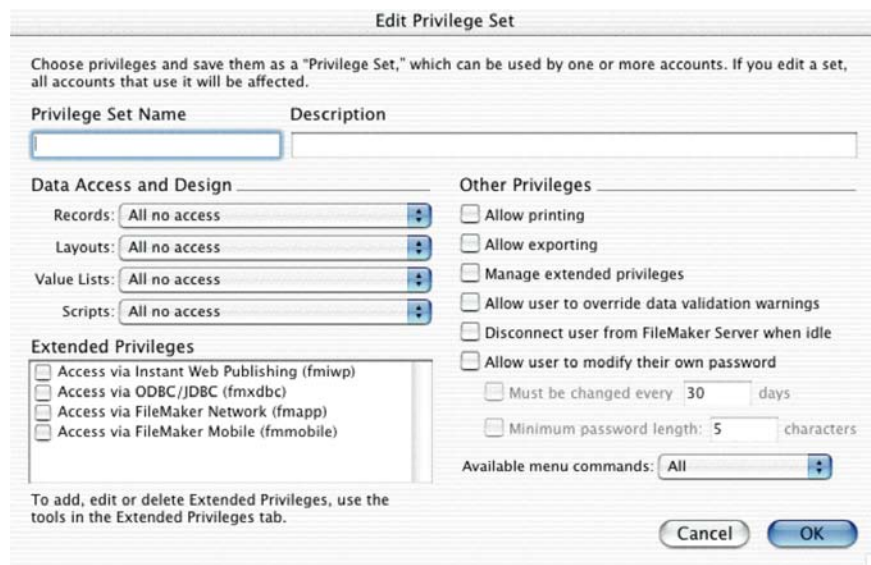 Edit Privilege Set
Choose privileges and save them as a “Privilege Set,” which can be used by one or more accounts. If you edit a set,
all accounts that use it will be affected.
Privilege Set Name
Description
Data Access and Design
Records: All no access
Layouts: All no access
Value Lists: All no access
Scripts: All no access
Extended Privileges
Access via Instant Web Publishing (fmiwp)
Access via ODBC/JDBC (fmxdbc)
Access via FileMaker Network (fmapp)
Access via FileMaker Mobile (fmmobile)
To add, edit or delete Extended Privileges, use the
tools in the Extended Privileges tab.
Other Privileges
Allow printing
Allow exporting
Manage extended privileges
Allow user to override data validation warnings
Disconnect user from FileMaker Server when idle
Allow user to modify their own password
Must be changed every 30 days
Minimum password length: 5 characters
Available menu commands: All
Cancel OK